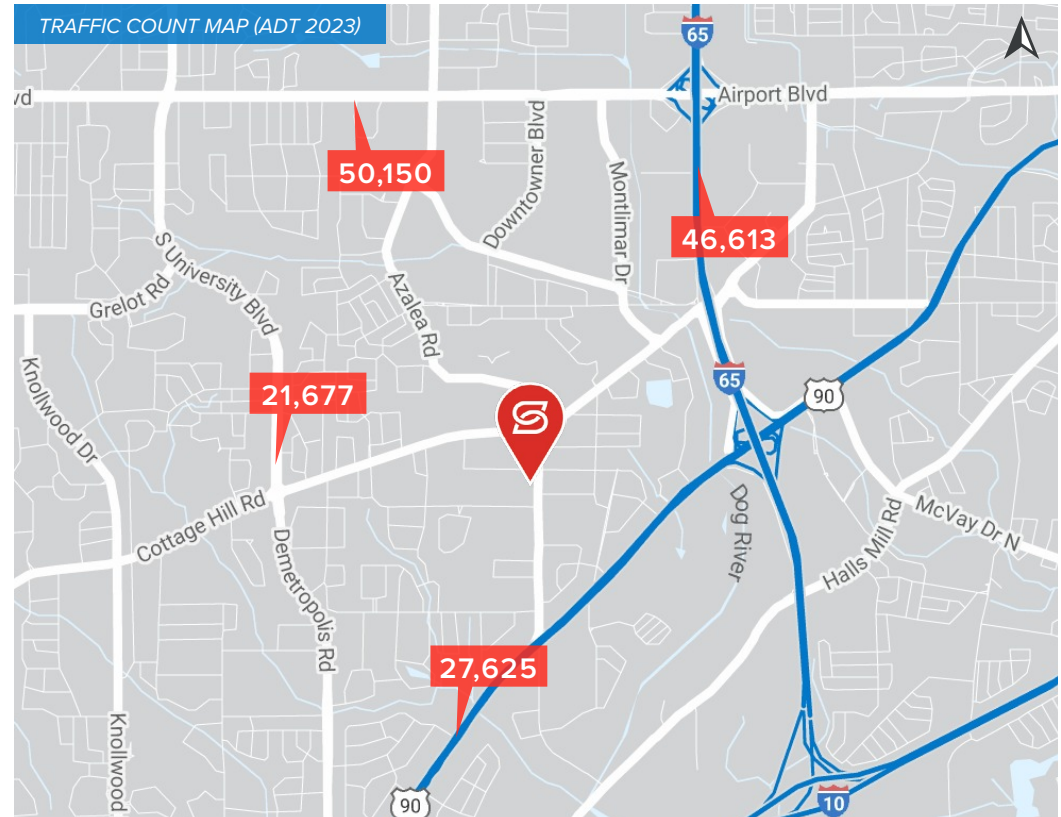 TRAFFIC COUNT MAP (ADT 2023)
65
vd
Airport Blvd
50,150
Downtowner Blvd
Montlimar Dr
46,613
S University Blvd
Grelot Rd
Azalea Rd
Knollwood Dr
21,677
65
90
Cottage Hill Rd
Demetropolis Rd
Dog River
Halls Mill Rd
McVay Dr N
27,625
Knollwood
90
10